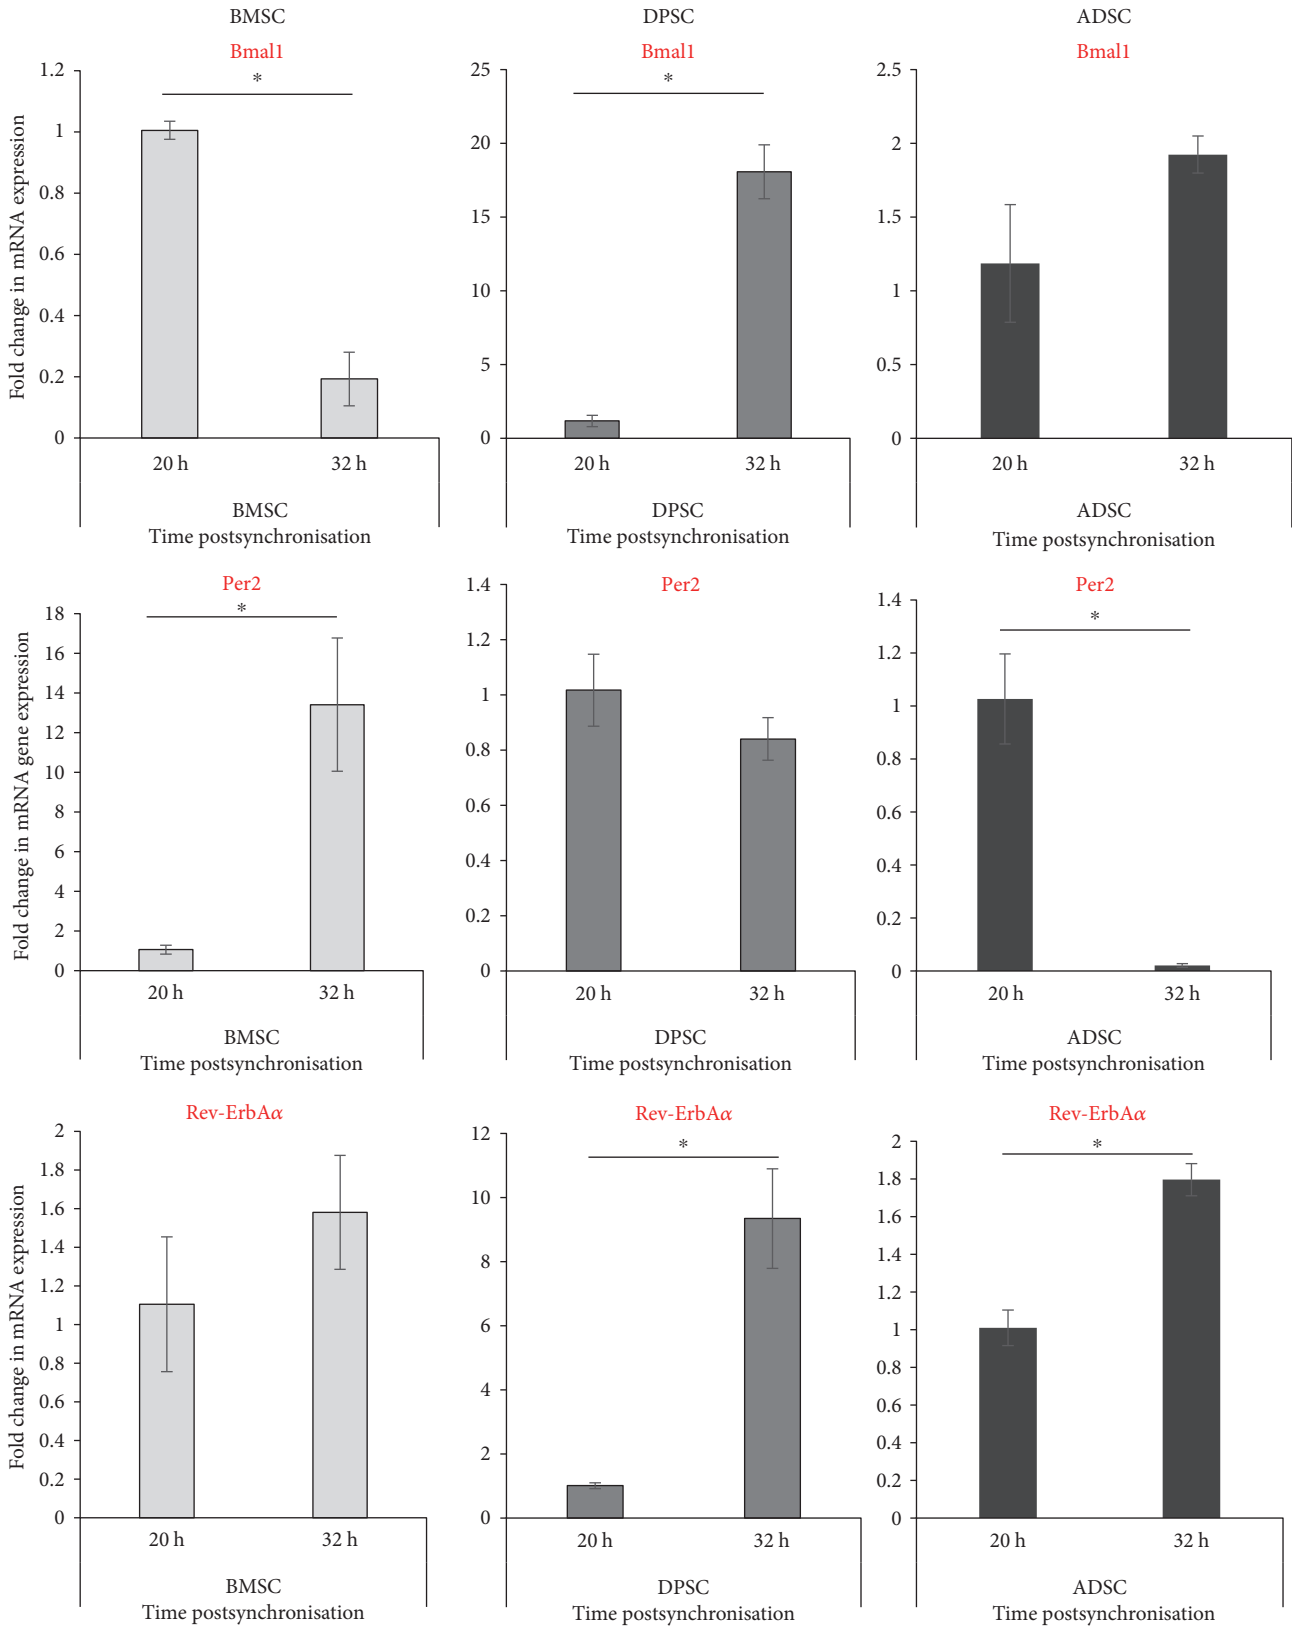 BMSC DPSC ADSC
Bmal1 Bmal1 Bmal1
Fold change in mRNA expression
1.2
1
0.8
0.6
0.4
0.2
0
*
20 h 32 h
BMSC
Time postsynchronisation
25
20
15
10
5
0
*
20 h 32 h
DPSC
Time postsynchronisation
2.5
2
1.5
1
0.5
0
20 h 32 h
ADSC
Time postsynchronisation
Per2 Per2 Per2
Fold change in mRNA gene expression
18
16
14
12
10
8
6
4
2
0
*
20 h 32 h
BMSC
Time postsynchronisation
1.4
1.2
1
0.8
0.6
0.4
0.2
0
20 h 32 h
DPSC
Time postsynchronisation
1.4
1.2
1
0.8
0.6
0.4
0.2
0
*
20 h 32 h
ADSC
Time postsynchronisation
Rev-ErbAα Rev-ErbAα Rev-ErbAα
Fold change in mRNA expression
2
1.8
1.6
1.4
1.2
1
0.8
0.6
0.4
0.2
0
20 h 32 h
BMSC
Time postsynchronisation
12
10
8
6
4
2
0
*
20 h 32 h
DPSC
Time postsynchronisation
2
1.8
1.6
1.4
1.2
1
0.8
0.6
0.4
0.2
0
*
20 h 32 h
ADSC
Time postsynchronisation